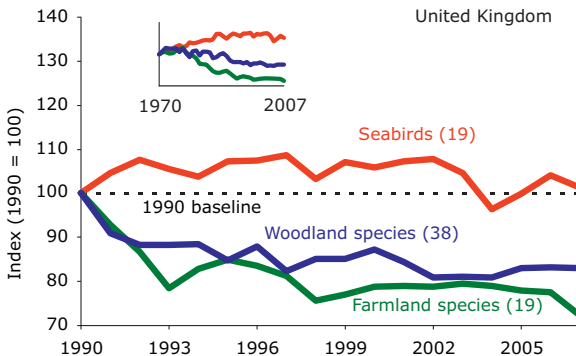 United Kingdom
Index (1990 = 100)
140
130
120
110
100
90
80
70
1970
2007
Seabirds (19)
1990 baseline
Woodland species (38)
Farmland species (19)
1990
1993
1996
1999
2002
2005